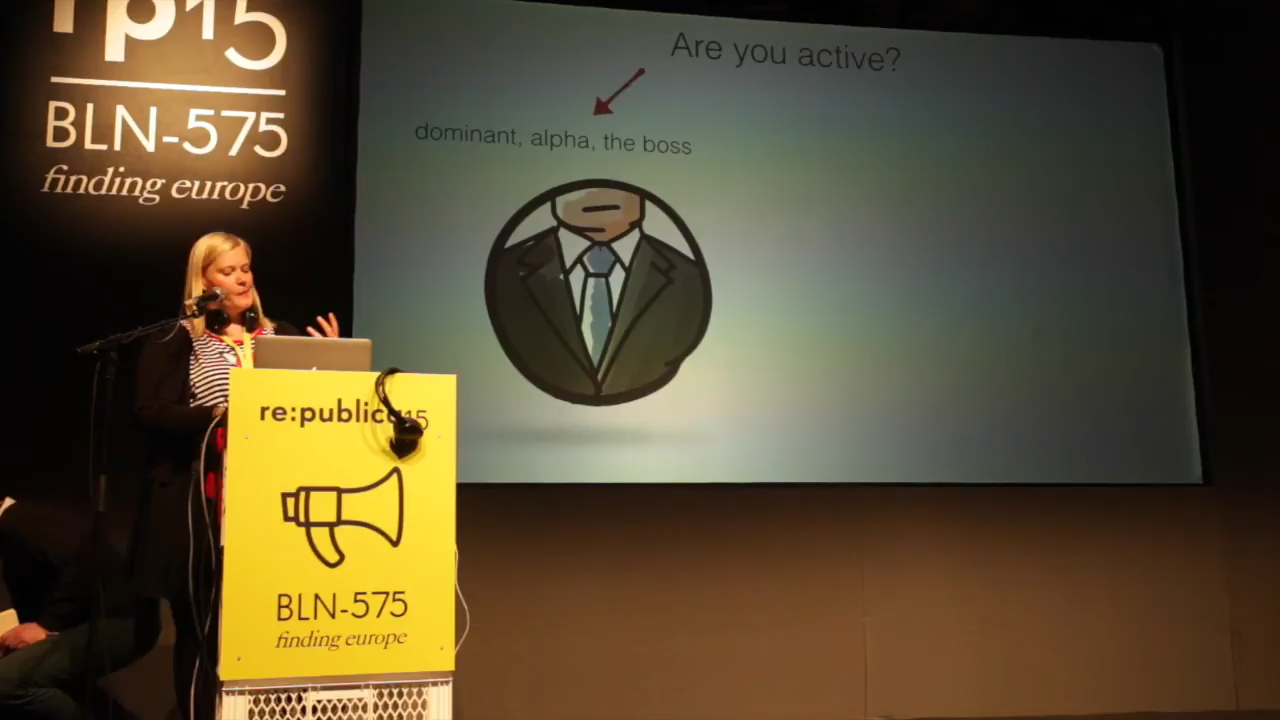 rp15
BLN-575
finding europe
Are you active?
dominant, alpha, the boss
re:publica15
BLN-575
finding europe